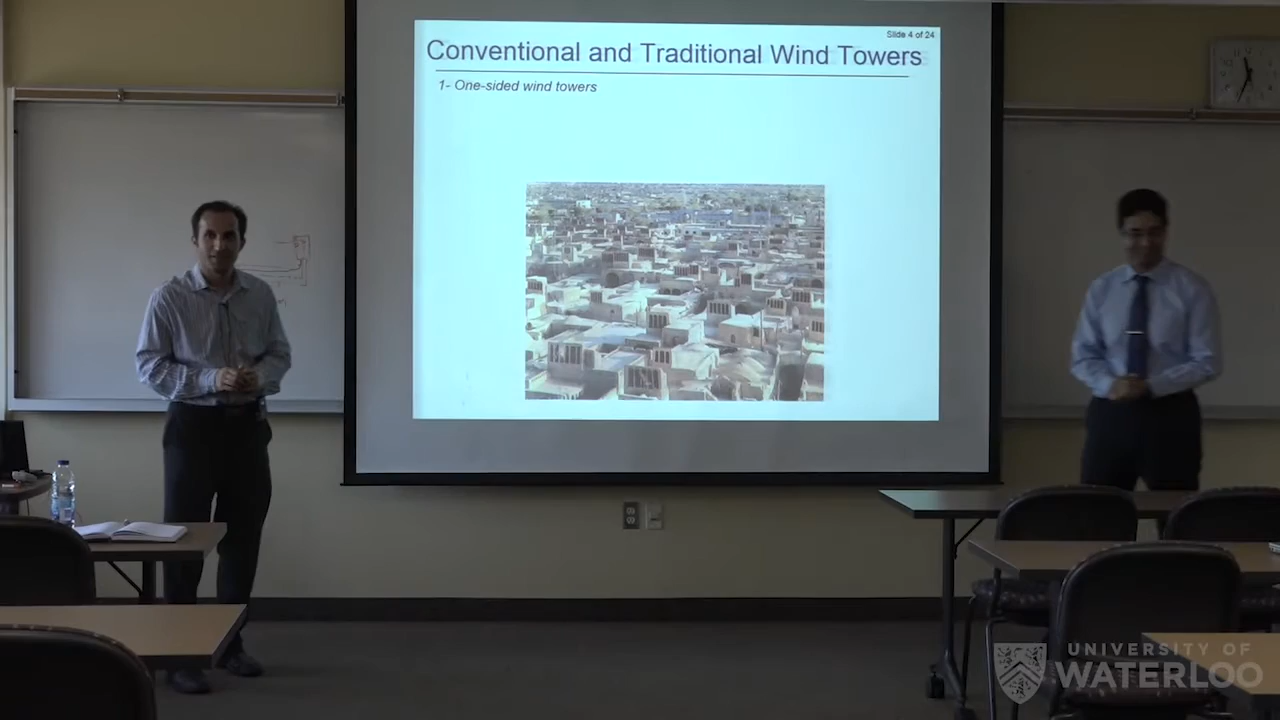 Slide 4 of 24
Conventional and Traditional Wind Towers
1- One-sided wind towers
UNIVERSITY OF
WATERLOO